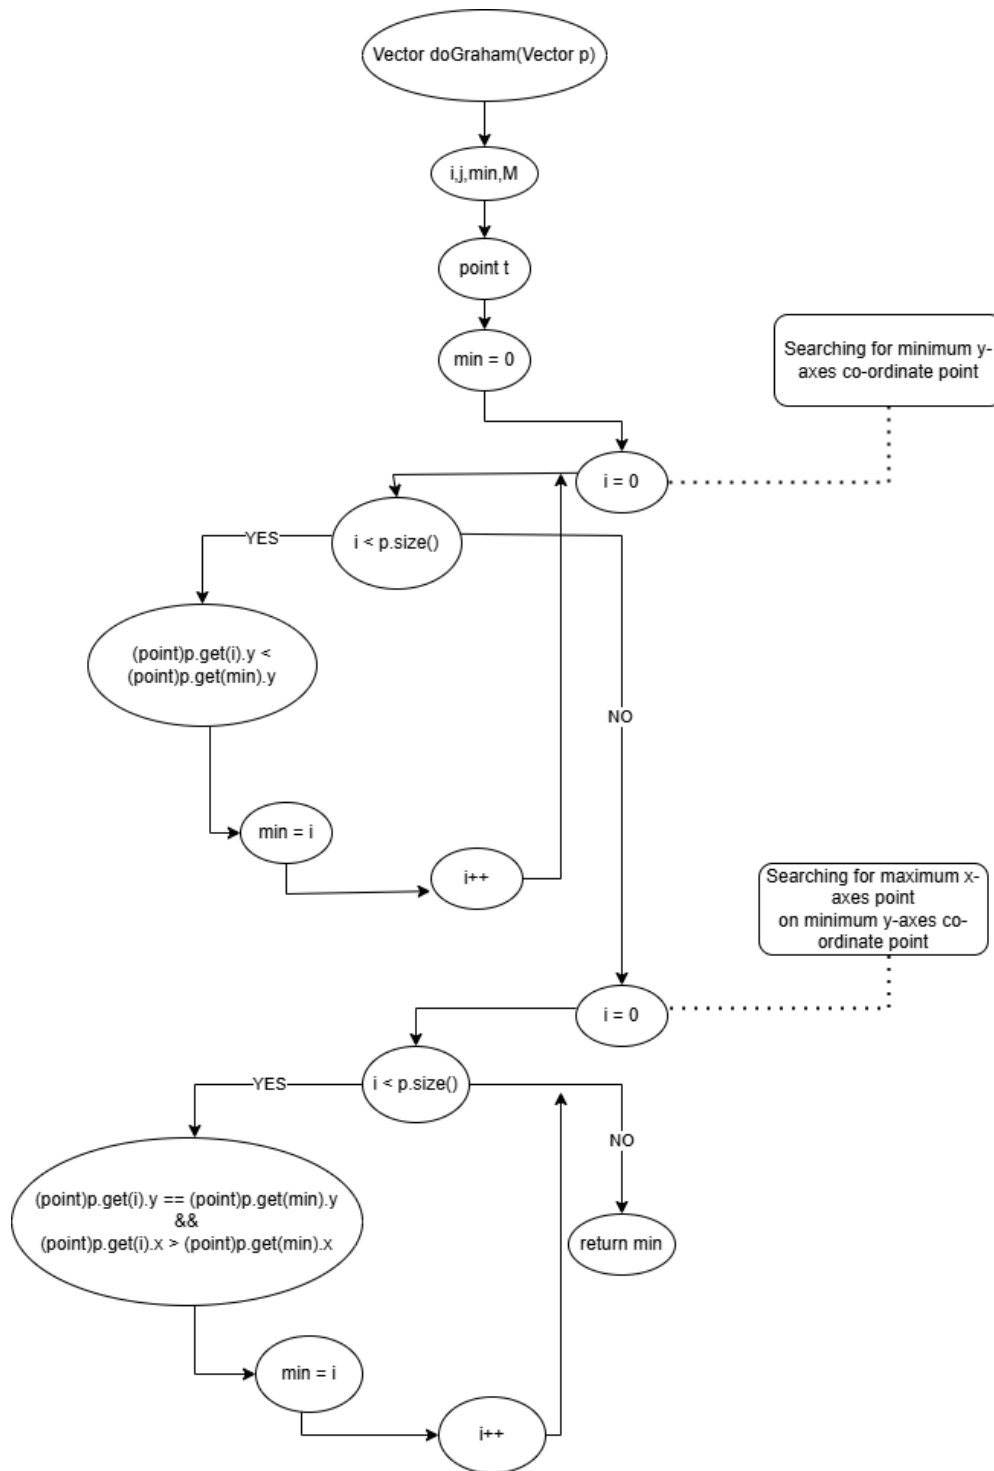 Vector doGraham(Vector p)
i,j,min,M
point t
min = 0
Searching for minimum y-
axes co-ordinate point
i = 0
i < p.size()
YES
(point)p.get(i).y <
(point)p.get(min).y
NO
min = i
i++
Searching for maximum x-
axes point
on minimum y-axes co-
ordinate point
i = 0
i < p.size()
YES
NO
(point)p.get(i).y == (point)p.get(min).y
&&
(point)p.get(i).x > (point)p.get(min).x
return min
min = i
i++